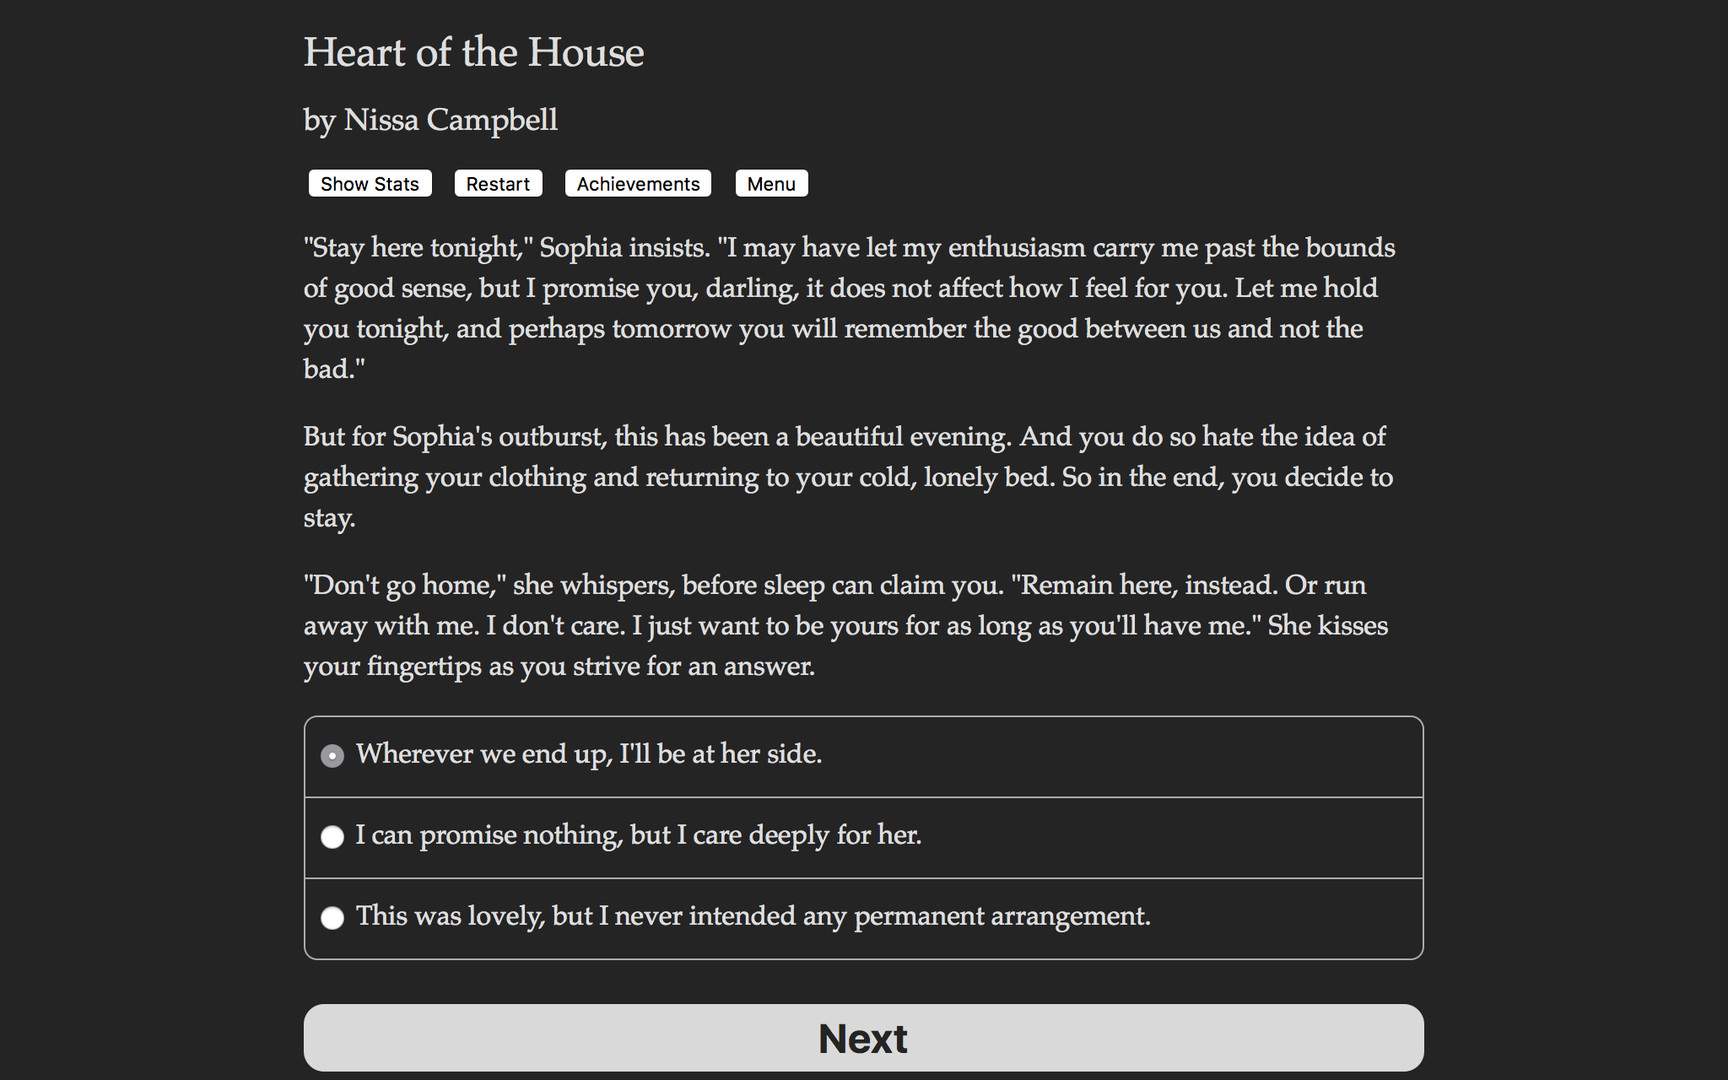 Heart of the House
by Nissa Campbell
Show Stats Restart Achievements Menu
"Stay here tonight," Sophia insists. "I may have let my enthusiasm carry me past the bounds
of good sense, but I promise you, darling, it does not affect how I feel for you. Let me hold
you tonight, and perhaps tomorrow you will remember the good between us and not the
bad."
But for Sophia's outburst, this has been a beautiful evening. And you do so hate the idea of
gathering your clothing and returning to your cold, lonely bed. So in the end, you decide to
stay.
"Don't go home," she whispers, before sleep can claim you. "Remain here, instead. Or run
away with me. I don't care. I just want to be yours for as long as you'll have me." She kisses
your fingertips as you strive for an answer.
Wherever we end up, I'll be at her side.
I can promise nothing, but I care deeply for her.
This was lovely, but I never intended any permanent arrangement.
Next